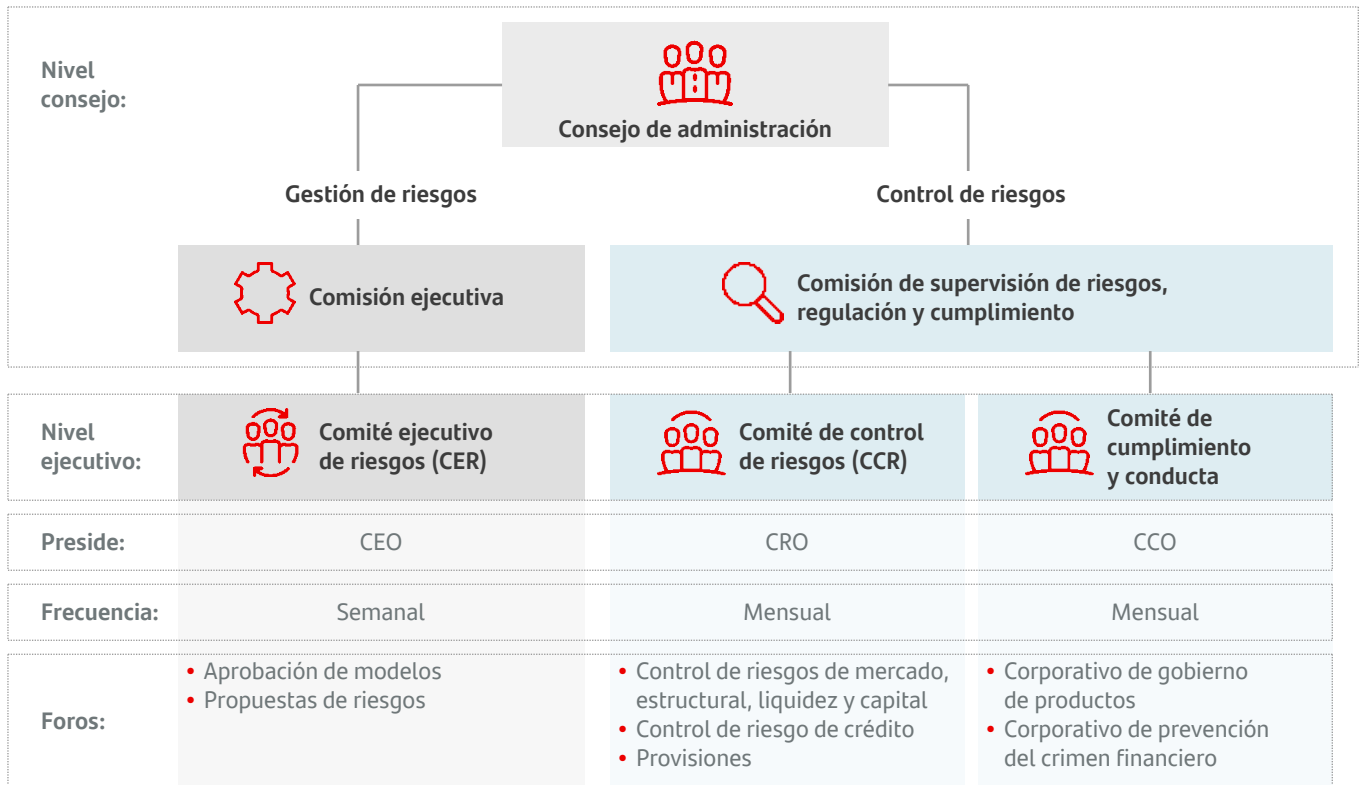 Nivel
consejo:
Consejo de administración
Gestión de riesgos
Control de riesgos
Comisión ejecutiva
Comisión de supervisión de riesgos,
regulación y cumplimiento
Nivel
ejecutivo:
Comité ejecutivo
de riesgos (CER)
Comité de control
de riesgos (CCR)
Comité de
cumplimiento
y conducta
Preside:
CEO
CRO
CCO
Frecuencia:
Semanal
Mensual
Mensual
Foros:
• Aprobación de modelos
• Propuestas de riesgos
• Control de riesgos de mercado,
estructural, liquidez y capital
• Control de riesgo de crédito
• Provisiones
• Corporativo de gobierno
de productos
• Corporativo de prevención
del crimen financiero